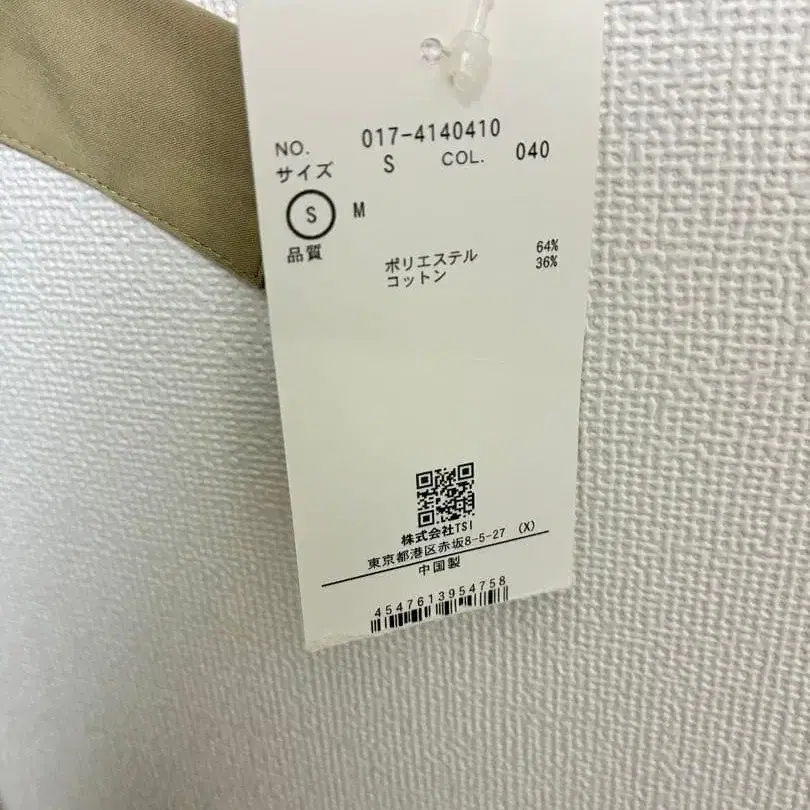 NO. 017-4140410
サイズ S COL. 040
S M
品質
ポリエステル 64%
コットン 36%
株式会社TSI
東京都港区赤坂8-5-27 (X)
中国製
4547613954758